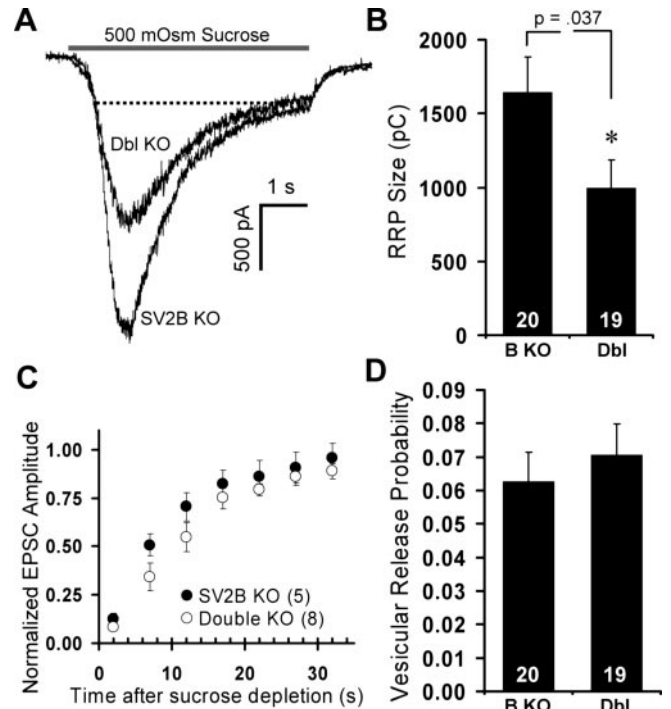 A
500 mOsm Sucrose
Dbl KO
1 s
500 pA
SV2B KO
B
p = .037
2000
1500
1000
500
0
RRP Size (pC)
*
20
19
B KO
Dbl
C
1.00
0.75
0.50
0.25
0.00
Normalized EPSC Amplitude
SV2B KO (5)
Double KO (8)
0
10
20
30
Time after sucrose depletion (s)
D
0.09
0.08
0.07
0.06
0.05
0.04
0.03
0.02
0.01
0.00
Vesicular Release Probability
20
19
B KO
Dbl